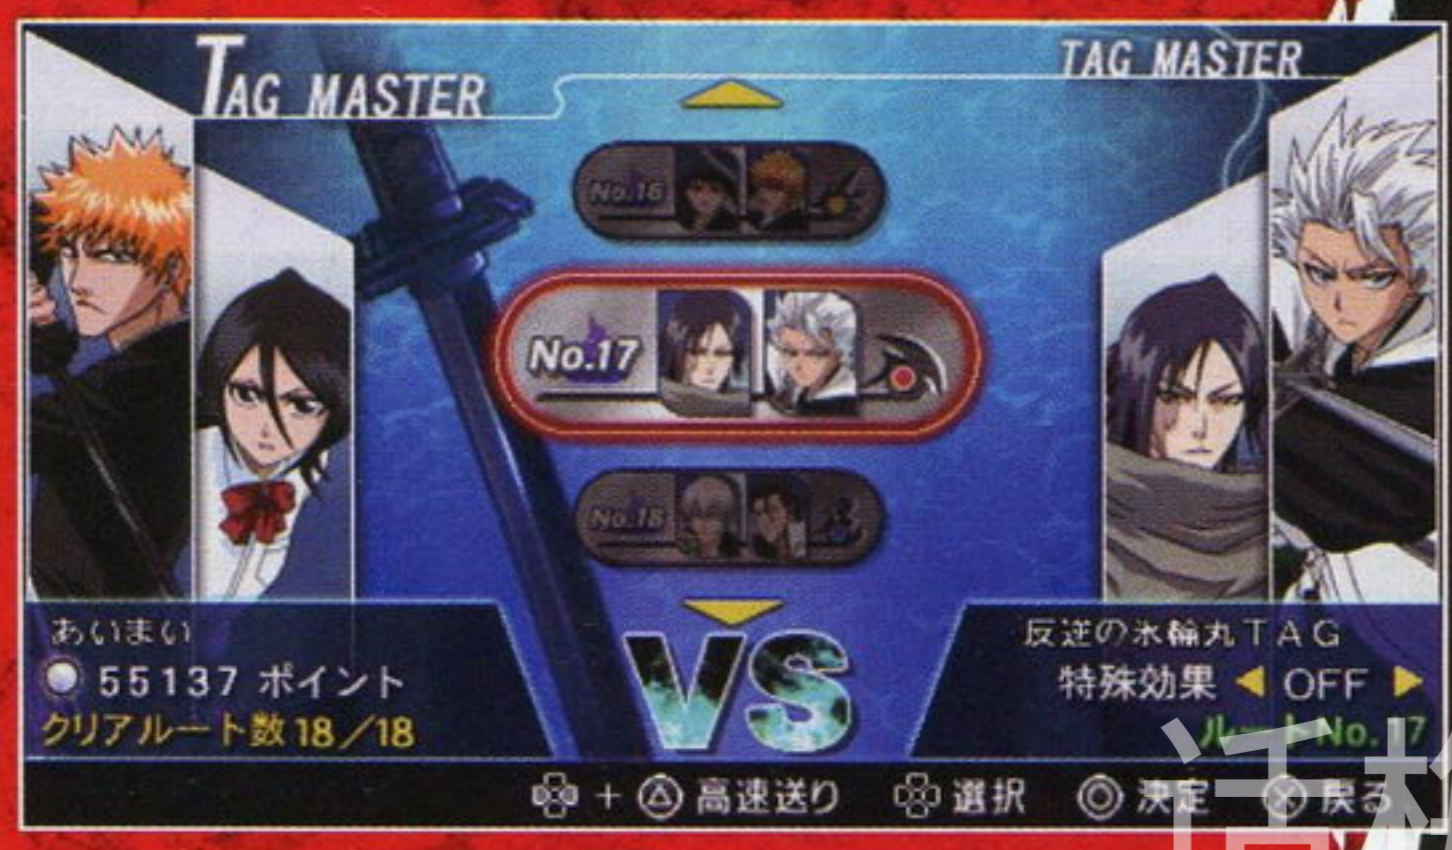 TAG MASTER
TAG MASTER
No.16
No.17
No.18
VS
あいまい
55137 ポイント
クリアルート数18/18
反逆の氷輪丸TAG
特殊効果 OFF
ルートNo.17
+ 高速送り 選択 決定 戻る
活